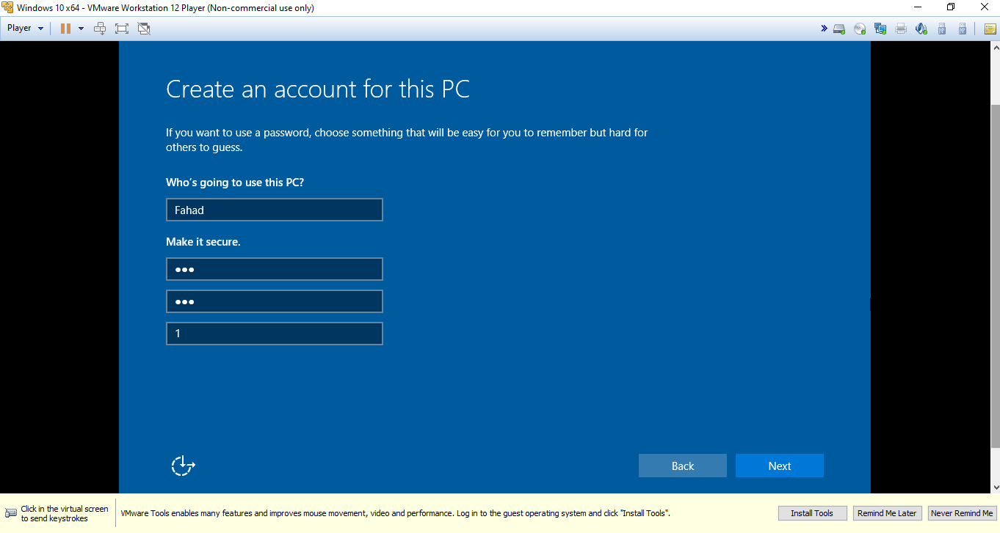 Windows 10 x64 - VMware Workstation 12 Player (Non-commercial use only)
Player
Create an account for this PC
If you want to use a password, choose something that will be easy for you to remember but hard for
others to guess.
Who's going to use this PC?
Fahad
Make it secure.
●●●
●●●
1
Back Next
Click in the virtual screen
to send keystrokes
VMware Tools enables many features and improves mouse movement, video and performance. Log in to the guest operating system and click "Install Tools".
Install Tools Remind Me Later Never Remind Me